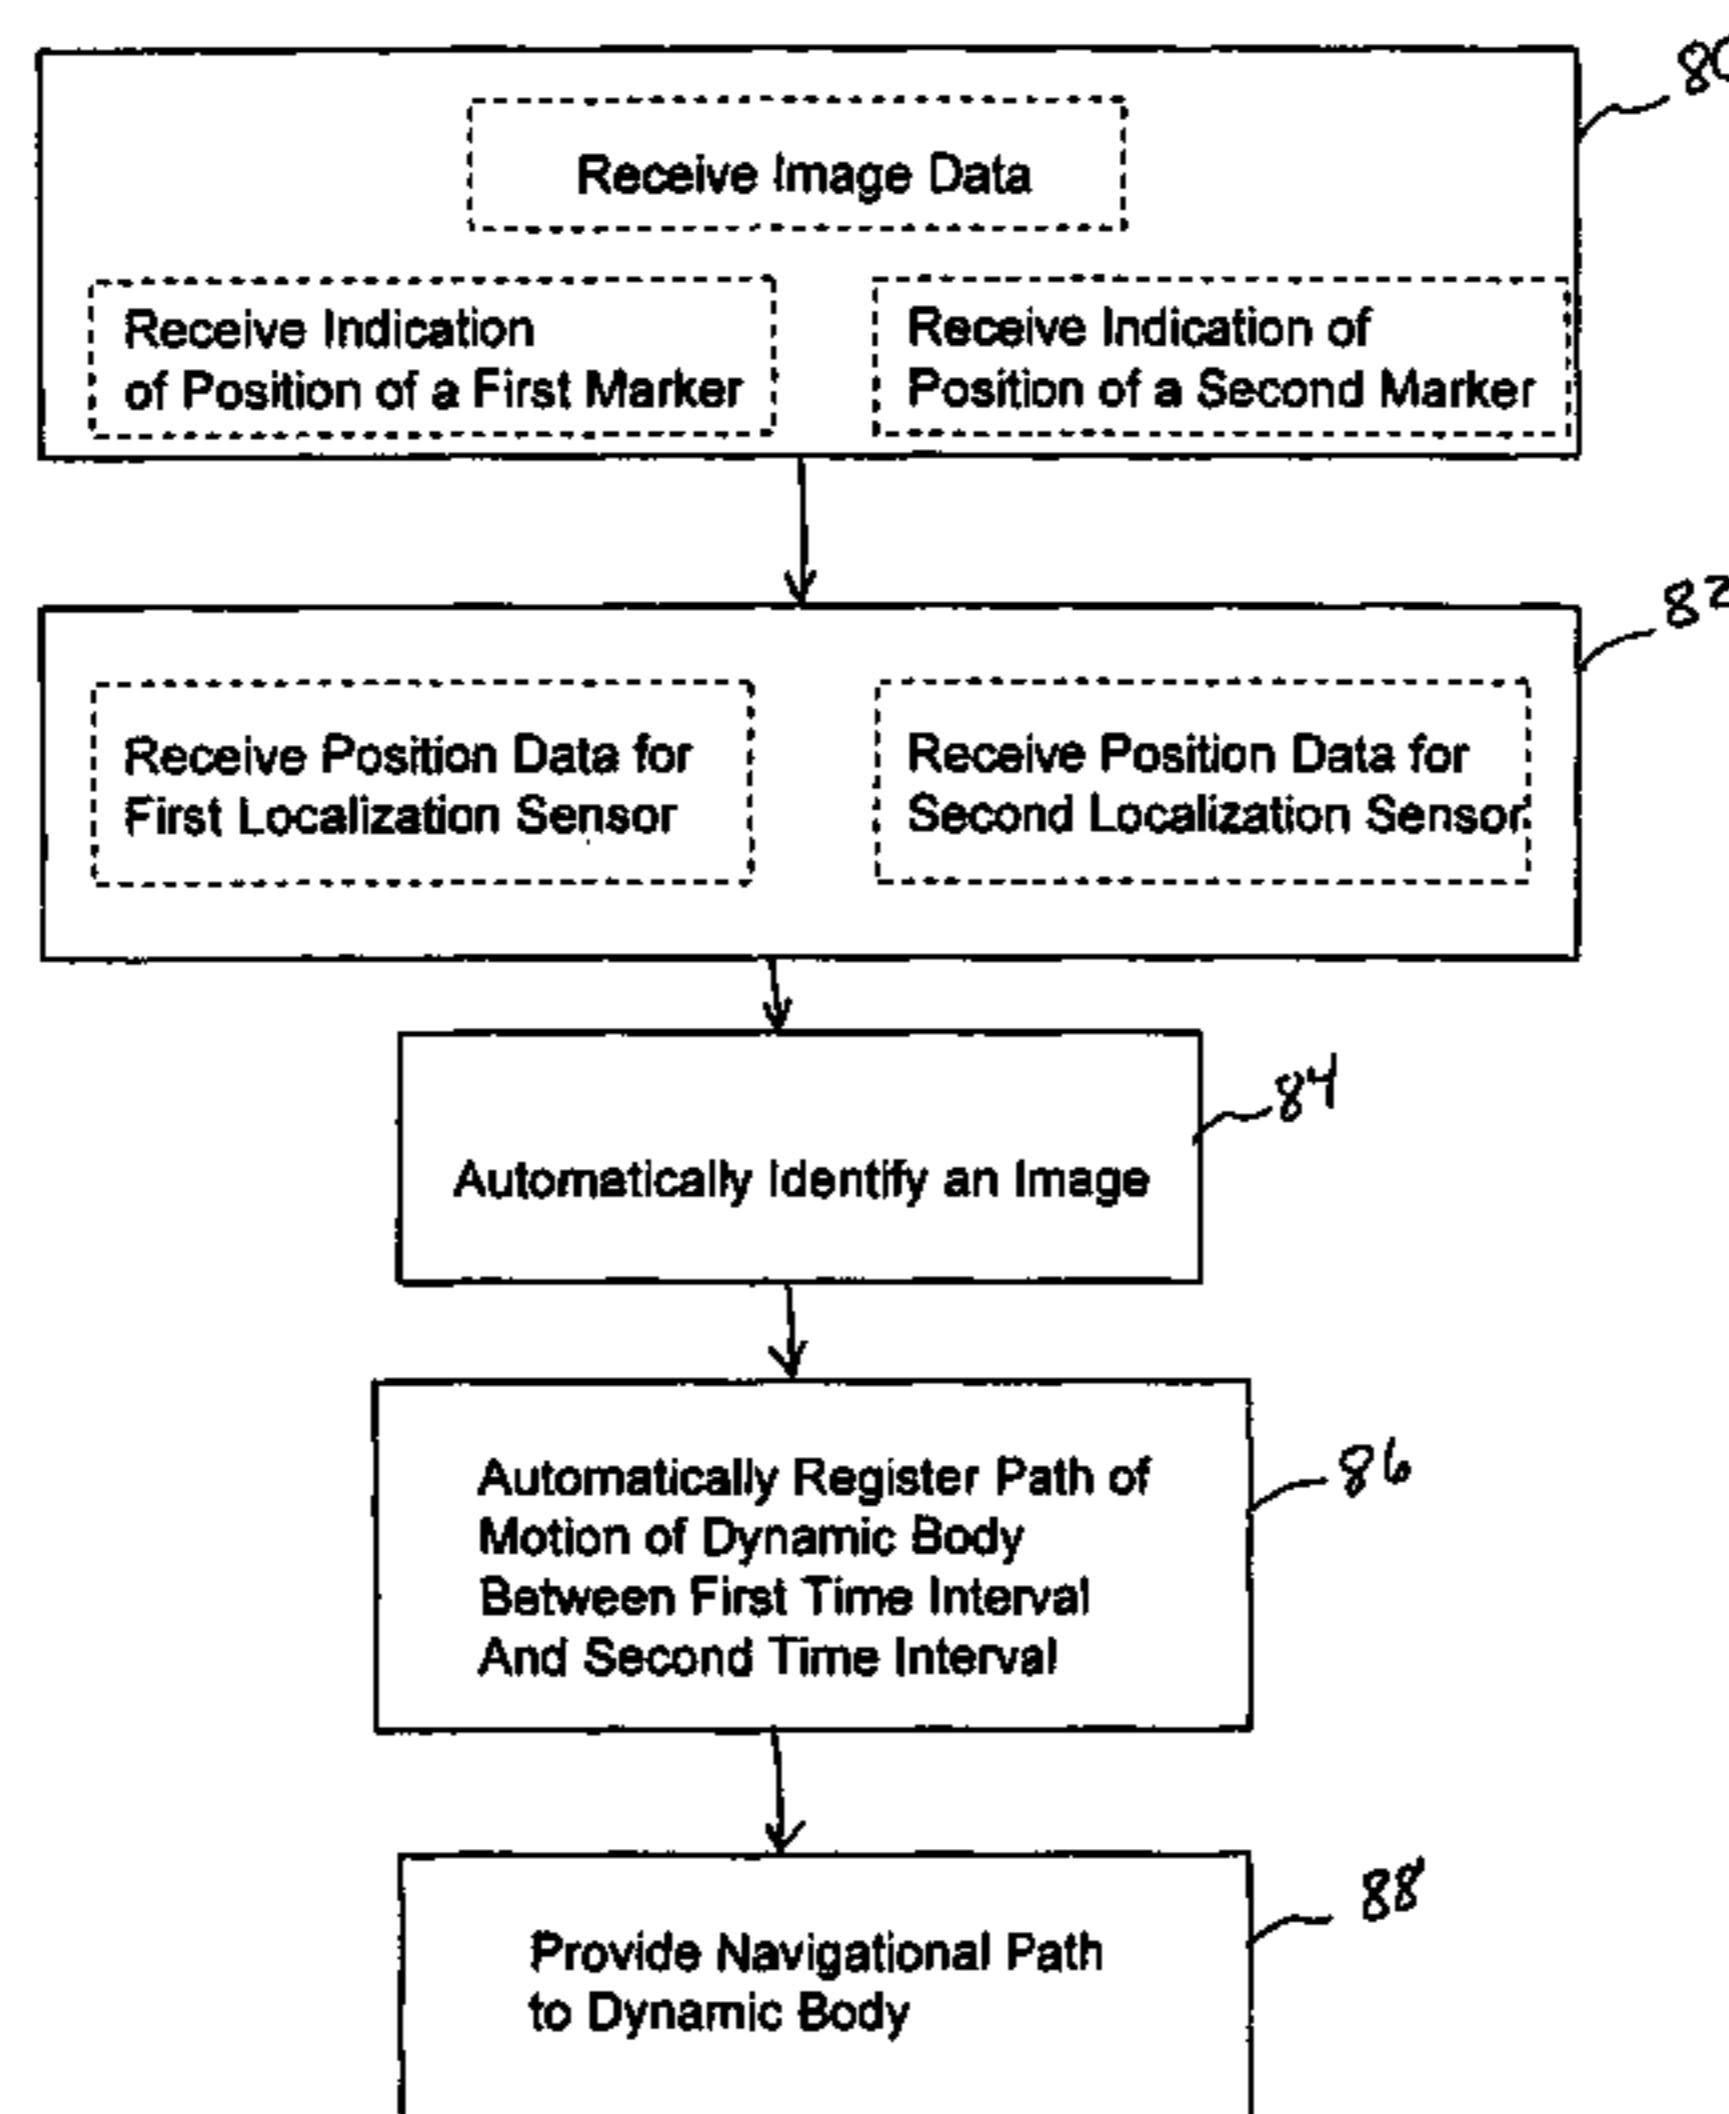 80
Receive Image Data
Receive Indication
of Position of a First Marker
Receive Indication of
Position of a Second Marker
82
Receive Position Data for
First Localization Sensor
Receive Position Data for
Second Localization Sensor
84
Automatically Identify an Image
86
Automatically Register Path of
Motion of Dynamic Body
Between First Time Interval
And Second Time Interval
88
Provide Navigational Path
to Dynamic Body